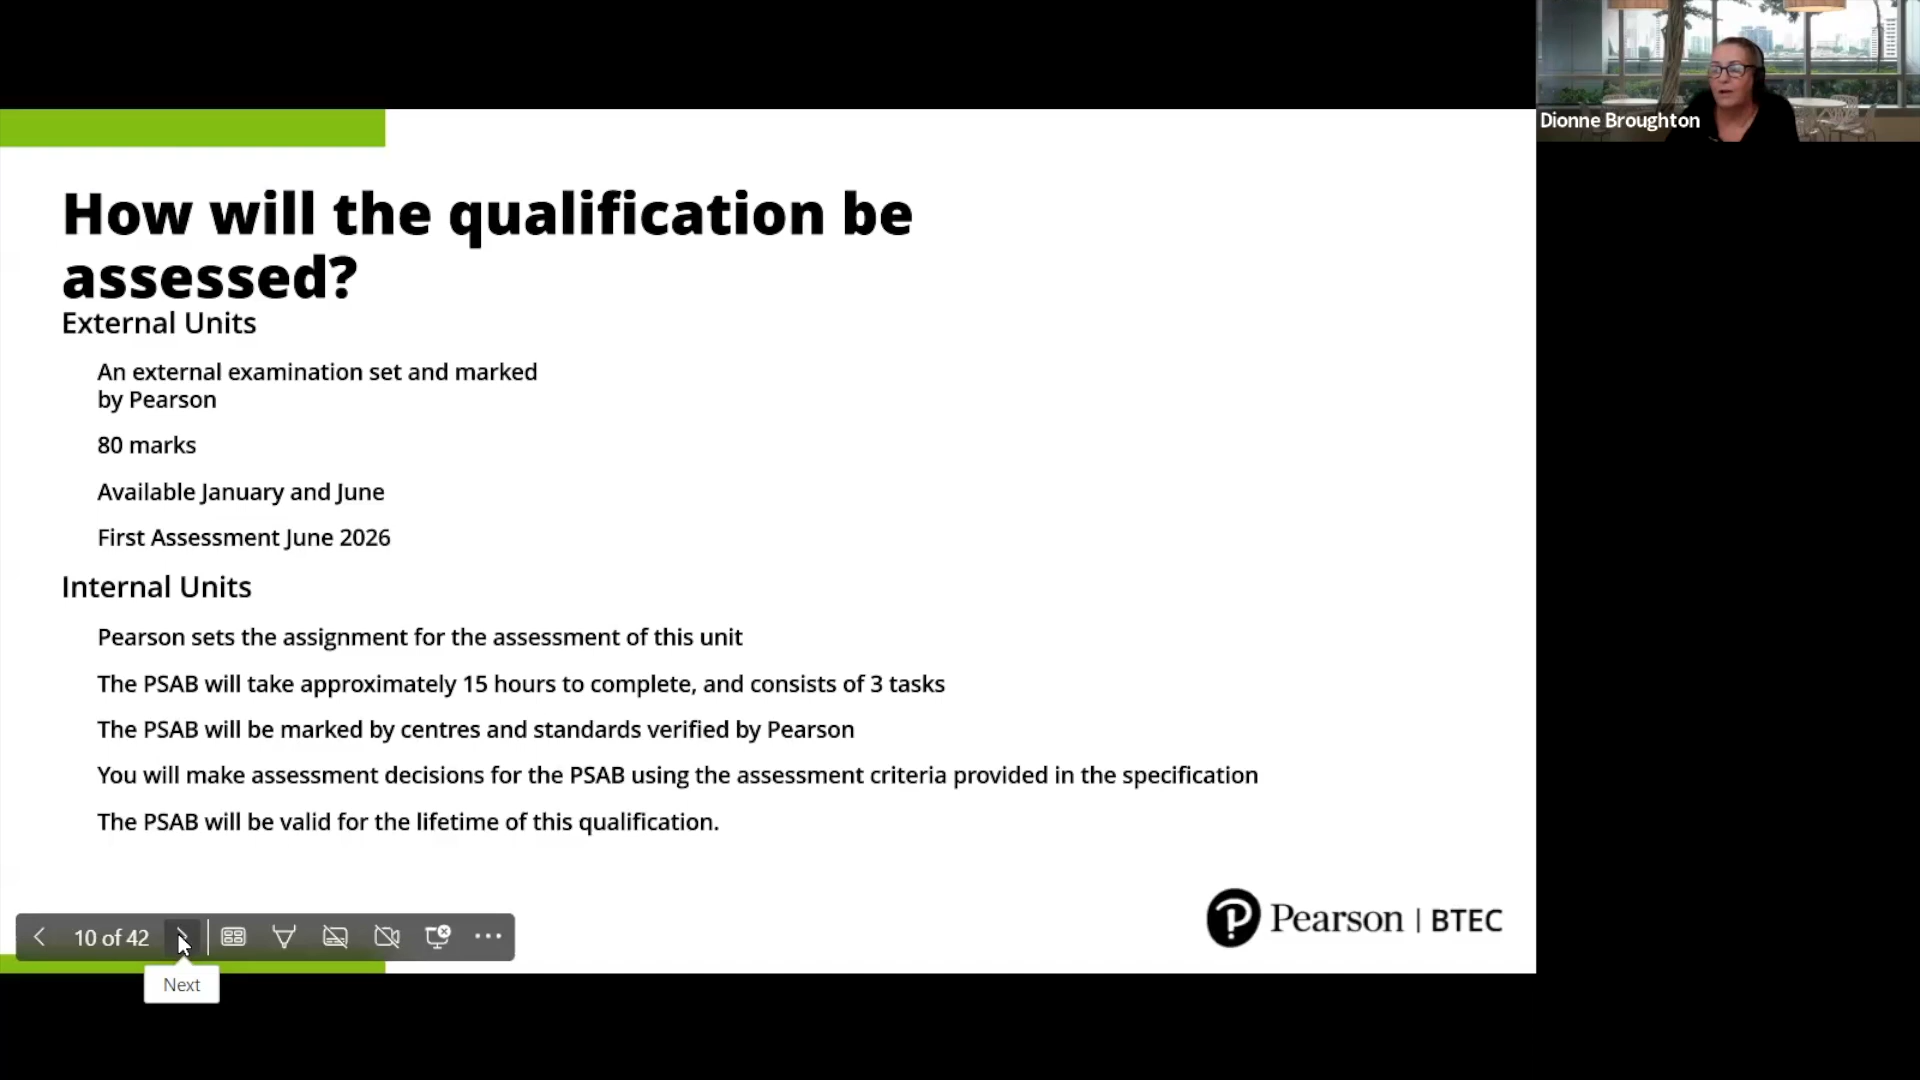 Dionne Broughton
How will the qualification be
assessed?
External Units
An external examination set and marked
by Pearson
80 marks
Available January and June
First Assessment June 2026
Internal Units
Pearson sets the assignment for the assessment of this unit
The PSAB will take approximately 15 hours to complete, and consists of 3 tasks
The PSAB will be marked by centres and standards verified by Pearson
You will make assessment decisions for the PSAB using the assessment criteria provided in the specification
The PSAB will be valid for the lifetime of this qualification.
Pearson | BTEC
10 of 42
Next